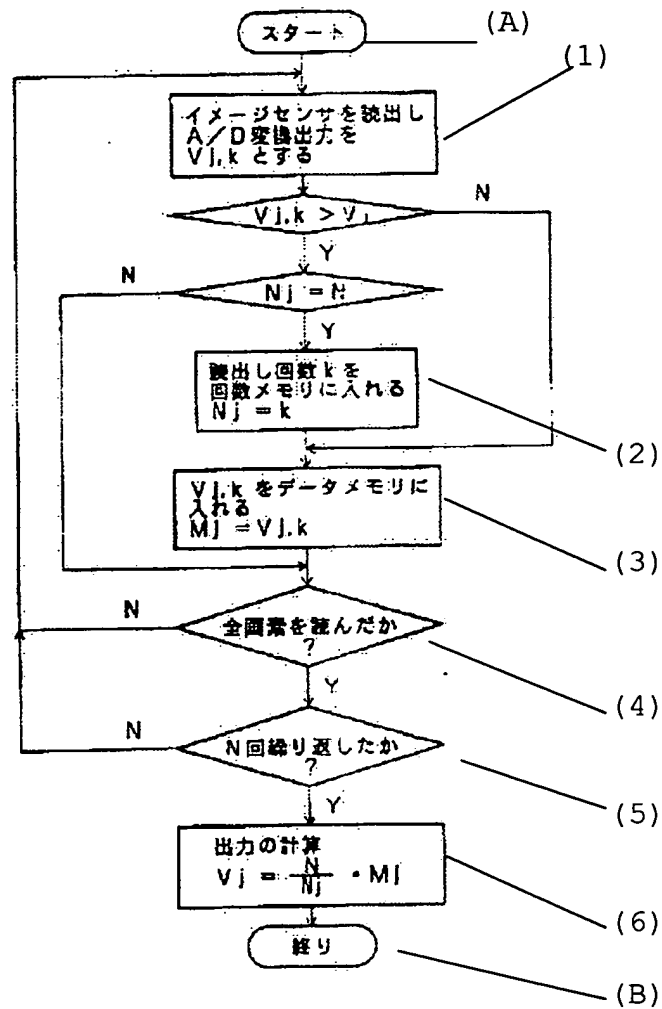 スタート
(A)
(1)
イメージセンサを読出し
A/D変換出力を
Vj,kとする
Vj,k > V
N
Y
N
Nj = N
Y
読出し回数kを
回数メモリに入れる
Nj = k
(2)
Vj,kをデータメモリに
入れる
Mj = Vj,k
(3)
N
全画素を読んだか
?
(4)
Y
N
N回繰り返したか
?
(5)
Y
出力の計算
Vj = N/Nj ・Mj
(6)
終り
(B)